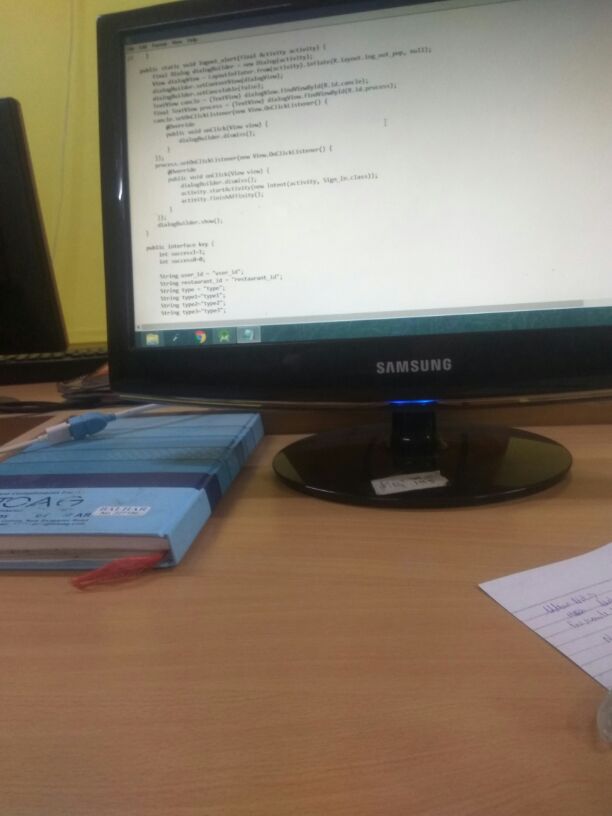 File Edit Format View Help
}
public static void logout_alert(final Activity activity) {
final Dialog dialogBuilder = new Dialog(activity);
View dialogView = LayoutInflater.from(activity).inflate(R.layout.log_out_pop, null);
dialogBuilder.setContentView(dialogView);
dialogBuilder.setCancelable(false);
TextView cancle = (TextView) dialogView.findViewById(R.id.cancle);
final TextView process = (TextView) dialogView.findViewById(R.id.process);
cancle.setOnClickListener(new View.OnClickListener() {
@Override
public void onClick(View view) {
dialogBuilder.dismiss();
}
});
process.setOnClickListener(new View.OnClickListener() {
@Override
public void onClick(View view) {
dialogBuilder.dismiss();
activity.startActivity(new Intent(activity, Sign_In.class));
activity.finishAffinity();
}
});
dialogBuilder.show();
}
public interface key {
int success1=1;
int success0=0;
String user_id = "user_id";
String restaurant_id = "restaurant_id";
String type = "type";
String type1="type1";
String type2="type2";
String type3="type3";
SAMSUNG